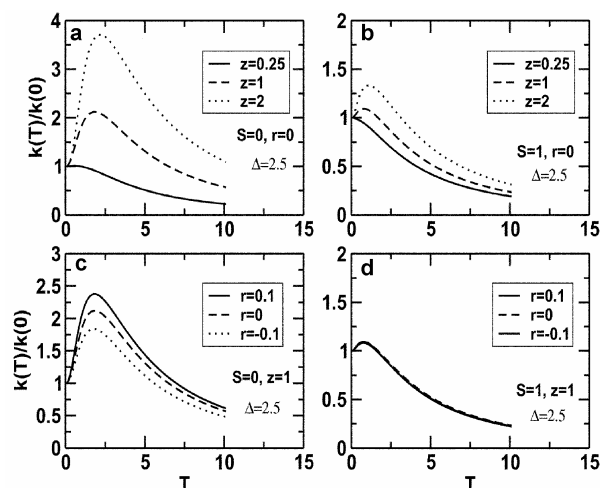 a
4
3
2
1
0
k(T)/k(0)
z=0.25
z=1
z=2
S=0, r=0
Δ=2.5
0 5 10 15
b
2
1.5
1
0.5
0
z=0.25
z=1
z=2
S=1, r=0
Δ=2.5
0 5 10 15
c
3
2.5
2
1.5
1
0.5
0
k(T)/k(0)
r=0.1
r=0
r=-0.1
S=0, z=1
Δ=2.5
0 5 10 15
T
d
2
1.5
1
0.5
0
r=0.1
r=0
r=-0.1
S=1, z=1
Δ=2.5
0 5 10 15
T